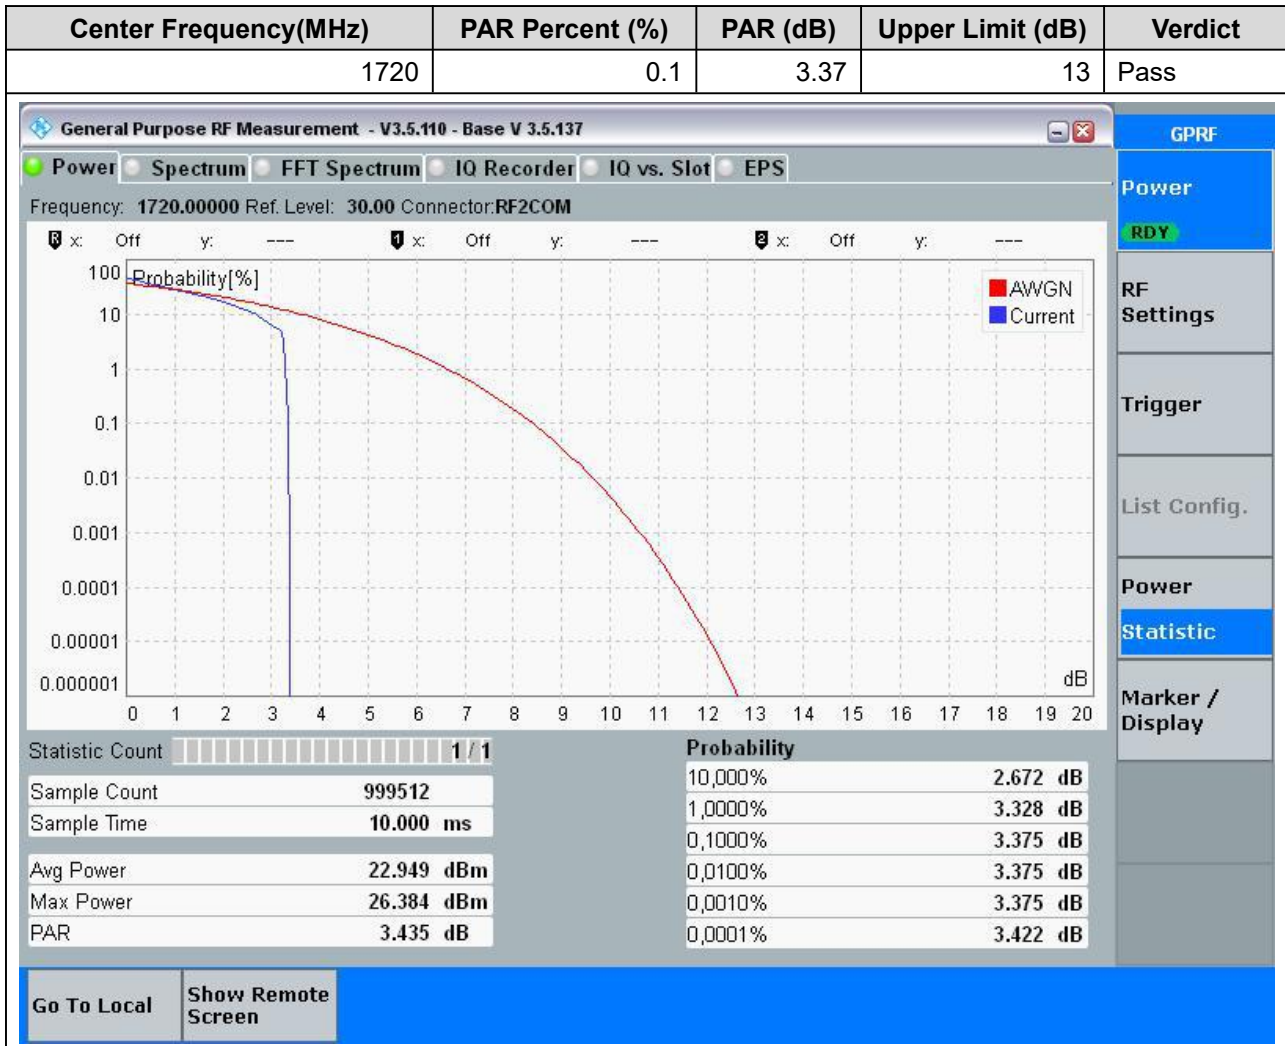 Center Frequency(MHz) PAR Percent (%) PAR (dB) Upper Limit (dB) Verdict
1720 0.1 3.37 13 Pass
General Purpose RF Measurement - V3.5.110 - Base V 3.5.137
GPRF
Power Spectrum FFT Spectrum IQ Recorder IQ vs. Slot EPS
Frequency: 1720.00000 Ref. Level: 30.00 Connector:RF2COM
R x: Off y: --- 1 x: Off y: --- 2 x: Off y: ---
Probability[%]
AWGN
Current
100
10
1
0.1
0.01
0.001
0.0001
0.00001
0.000001
dB
0 1 2 3 4 5 6 7 8 9 10 11 12 13 14 15 16 17 18 19 20
Statistic Count 1 / 1
Sample Count 999512
Sample Time 10.000 ms
Avg Power 22.949 dBm
Max Power 26.384 dBm
PAR 3.435 dB
Probability
10,000% 2.672 dB
1,0000% 3.328 dB
0,1000% 3.375 dB
0,0100% 3.375 dB
0,0010% 3.375 dB
0,0001% 3.422 dB
Power
RDY
RF
Settings
Trigger
List Config.
Power
Statistic
Marker /
Display
Go To Local
Show Remote
Screen